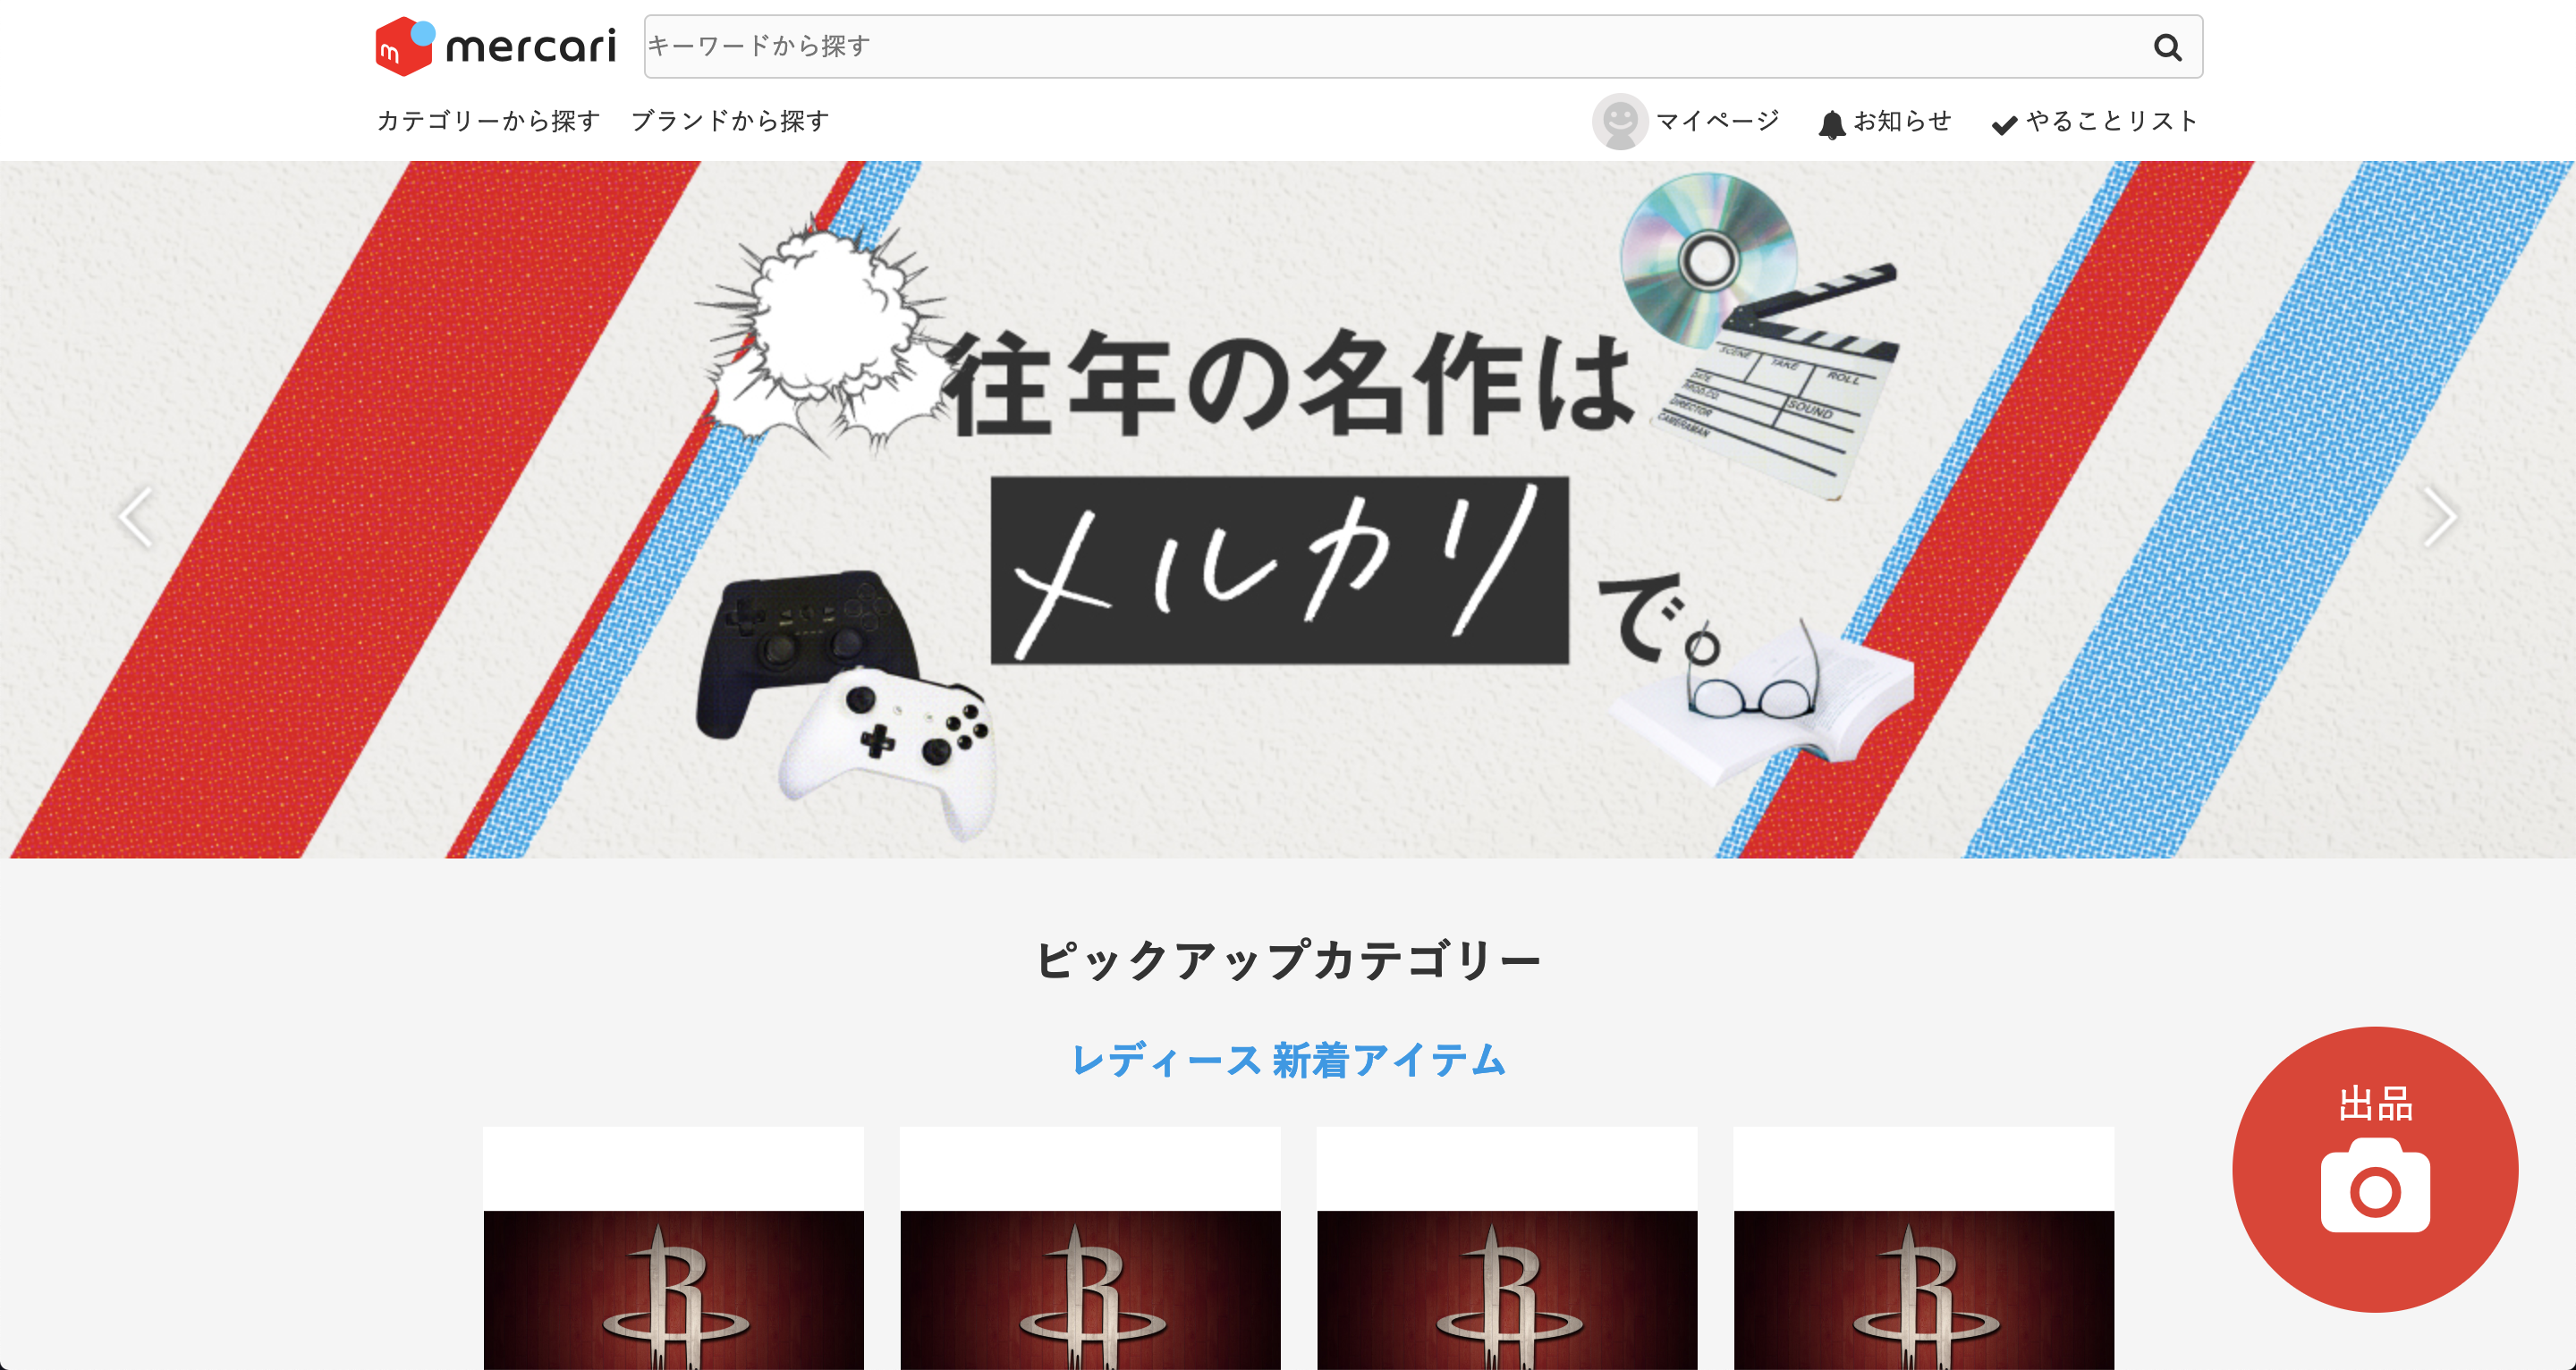 mercari
キーワードから探す
カテゴリーから探す ブランドから探す
マイページ お知らせ やることリスト
往年の名作は
メルカリ で。
SCENE TAKE ROLL
DATE
PROD.CO.
SOUND
DIRECTOR
CAMERAMAN
ピックアップカテゴリー
レディース 新着アイテム
出品
R
R
R
R